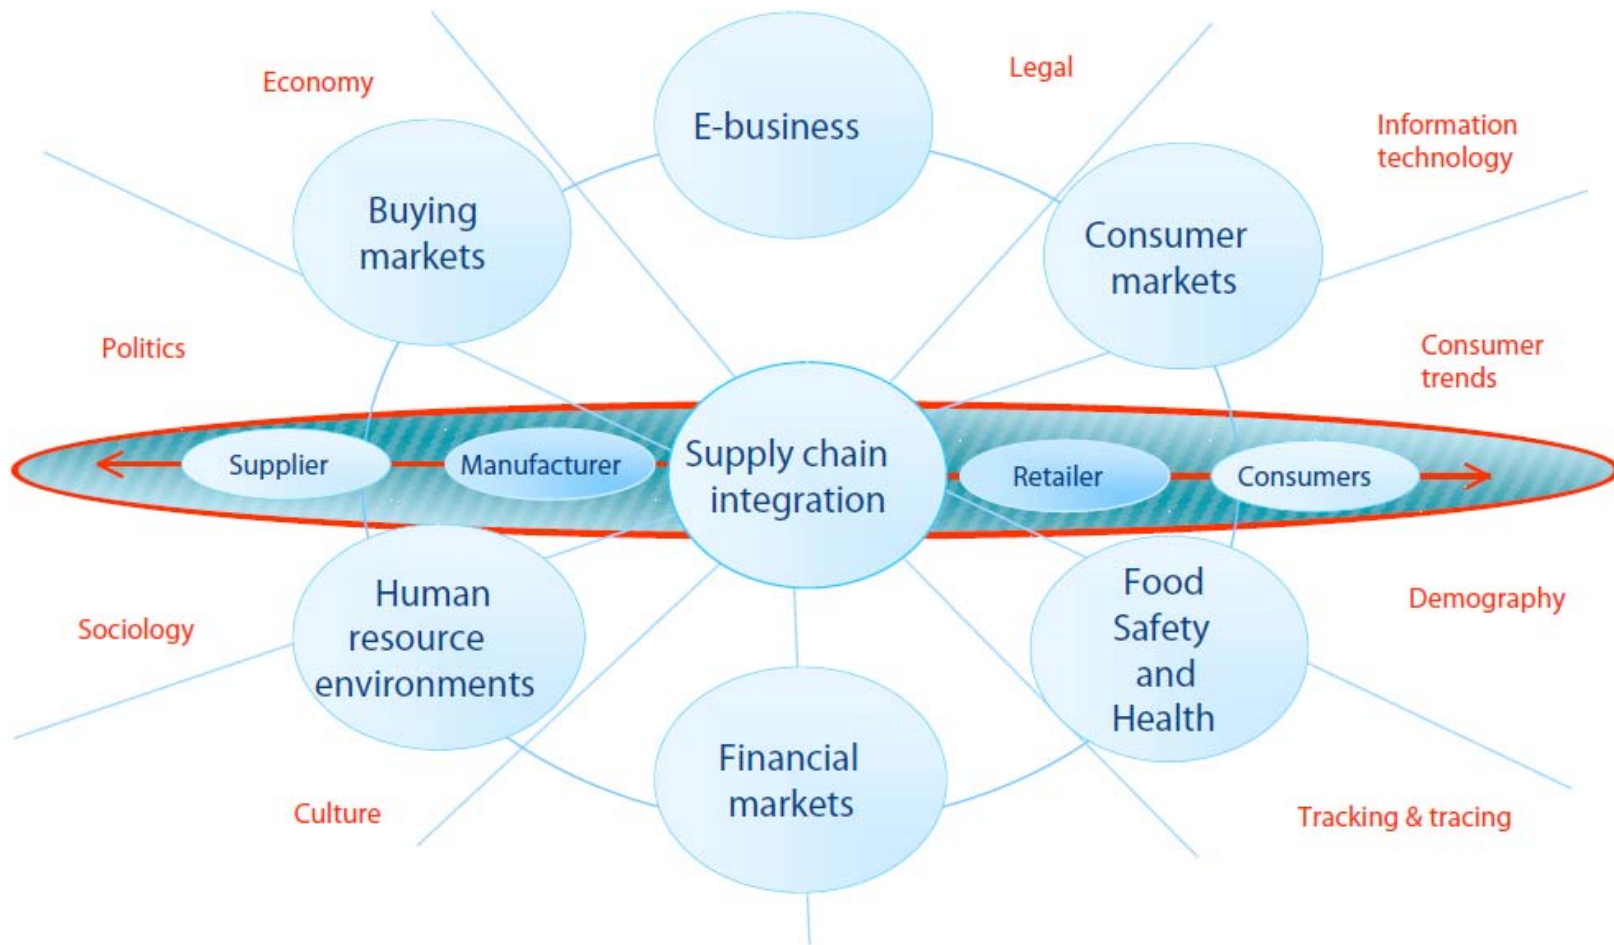 Economy
Legal
E-business
Information
technology
Buying
markets
Consumer
markets
Politics
Consumer
trends
Supplier
Manufacturer
Supply chain
integration
Retailer
Consumers
Human
resource
environments
Food
Safety
and
Health
Sociology
Demography
Financial
markets
Culture
Tracking & tracing